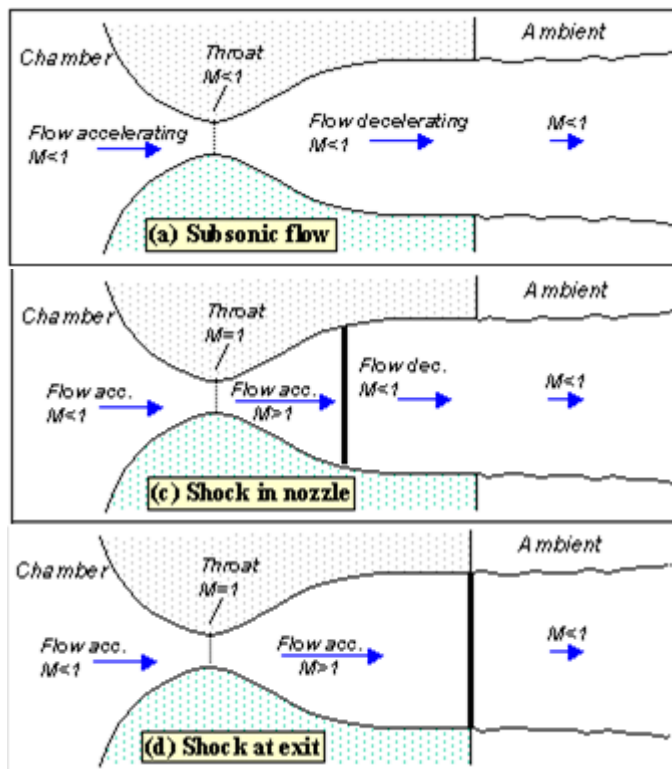 Ambient
Chamber
Throat
M<1
Flow accelerating
M<1
Flow decelerating
M<1
M<1
(a) Subsonic flow
Ambient
Chamber
Throat
M=1
Flow acc.
M<1
Flow acc.
M>1
Flow dec.
M<1
M<1
(c) Shock in nozzle
Ambient
Chamber
Throat
M=1
Flow acc.
M<1
Flow acc.
M>1
M<1
(d) Shock at exit